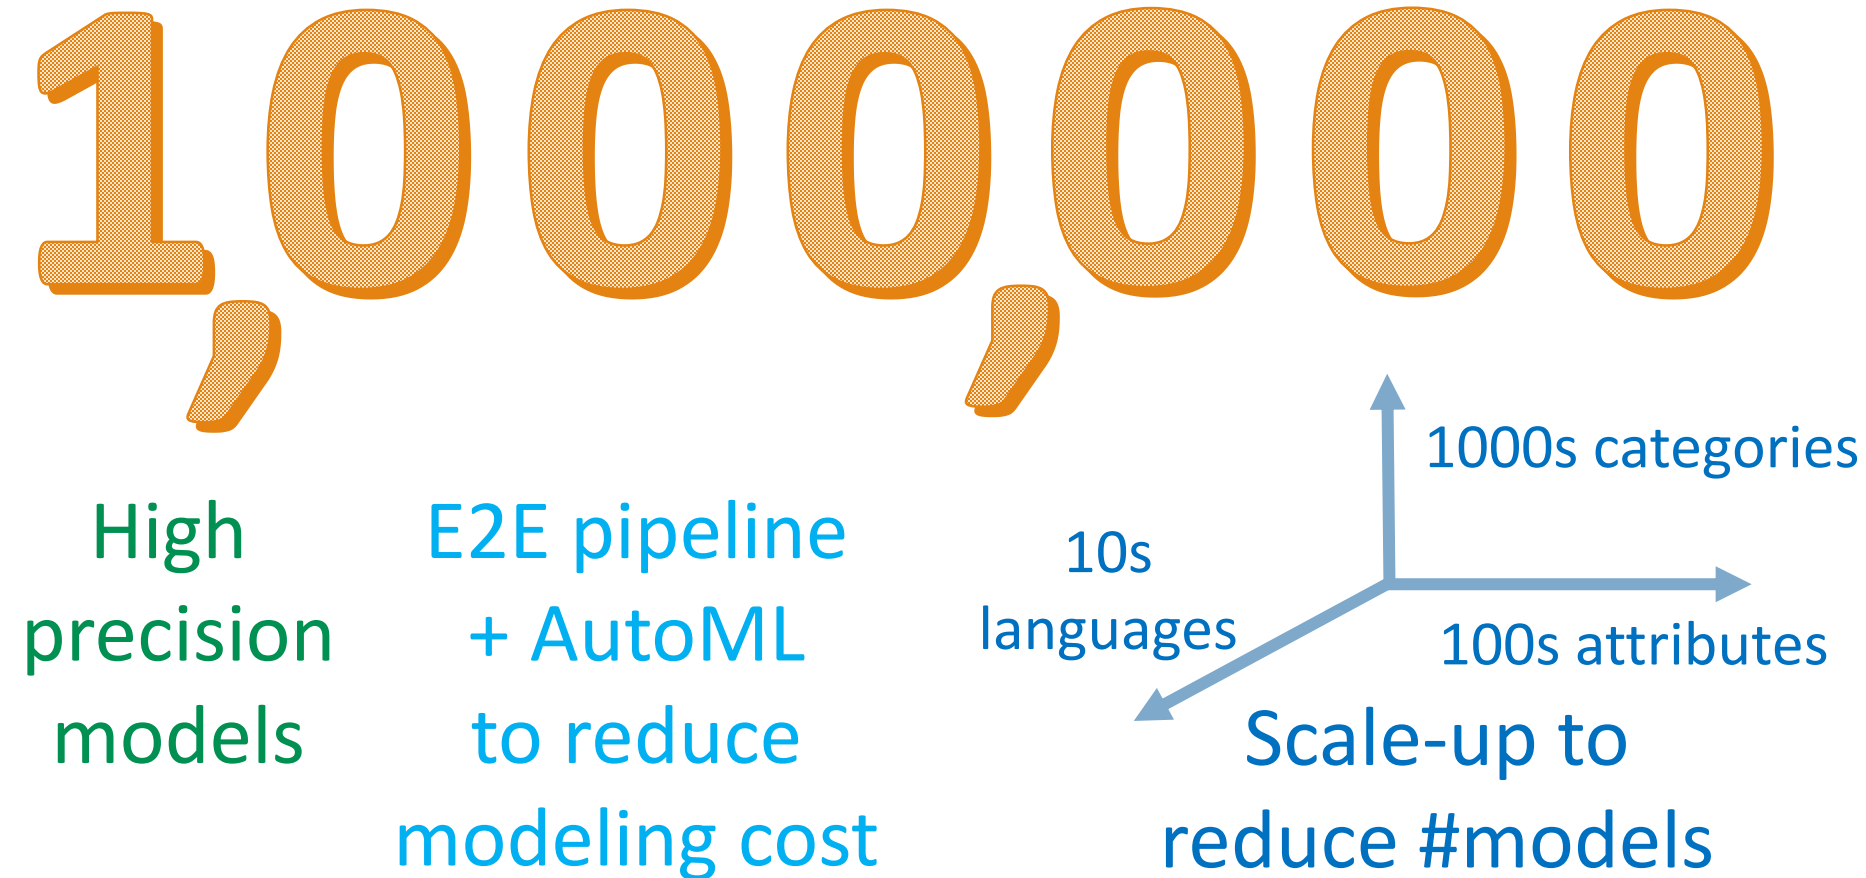 1,000,000
High
precision
models
E2E pipeline
+ AutoML
to reduce
modeling cost
1000s categories
10s
languages
100s attributes
Scale-up to
reduce #models